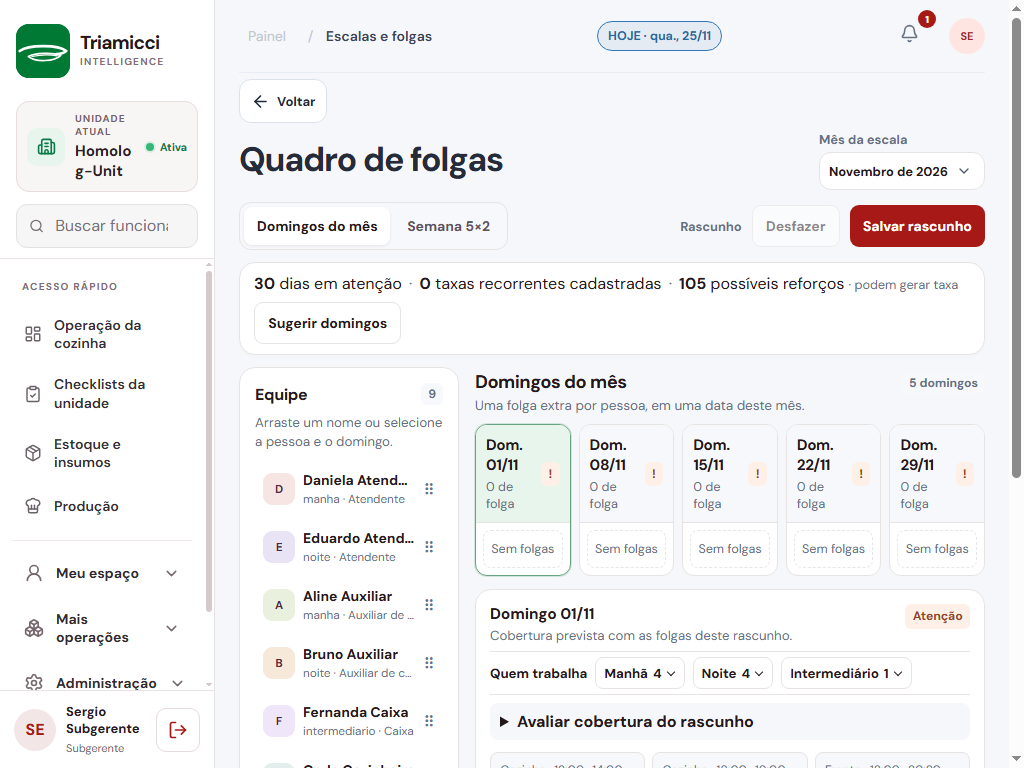 Triamicci
INTELLIGENCE
UNIDADE
ATUAL
Homolo
g-Unit
Ativa
Buscar funcion
ACESSO RÁPIDO
Operação da
cozinha
Checklists da
unidade
Estoque e
insumos
Produção
Meu espaço
Mais
operações
Administração
SE
Sergio
Subgerente
Subgerente
Painel / Escalas e folgas
HOJE · qua., 25/11
1
SE
Voltar
Quadro de folgas
Mês da escala
Novembro de 2026
Domingos do mês
Semana 5×2
Rascunho
Desfazer
Salvar rascunho
30 dias em atenção · 0 taxas recorrentes cadastradas · 105 possíveis reforços · podem gerar taxa
Sugerir domingos
Equipe
9
Arraste um nome ou selecione
a pessoa e o domingo.
D
Daniela Atend...
manha · Atendente
E
Eduardo Atend...
noite · Atendente
A
Aline Auxiliar
manha · Auxiliar de ...
B
Bruno Auxiliar
noite · Auxiliar de c...
F
Fernanda Caixa
intermediario · Caixa
Domingos do mês
5 domingos
Uma folga extra por pessoa, em uma data deste mês.
Dom.
01/11
0 de
folga
!
Sem folgas
Dom.
08/11
0 de
folga
!
Sem folgas
Dom.
15/11
0 de
folga
!
Sem folgas
Dom.
22/11
0 de
folga
!
Sem folgas
Dom.
29/11
0 de
folga
!
Sem folgas
Domingo 01/11
Atenção
Cobertura prevista com as folgas deste rascunho.
Quem trabalha
Manhã 4
Noite 4
Intermediário 1
Avaliar cobertura do rascunho